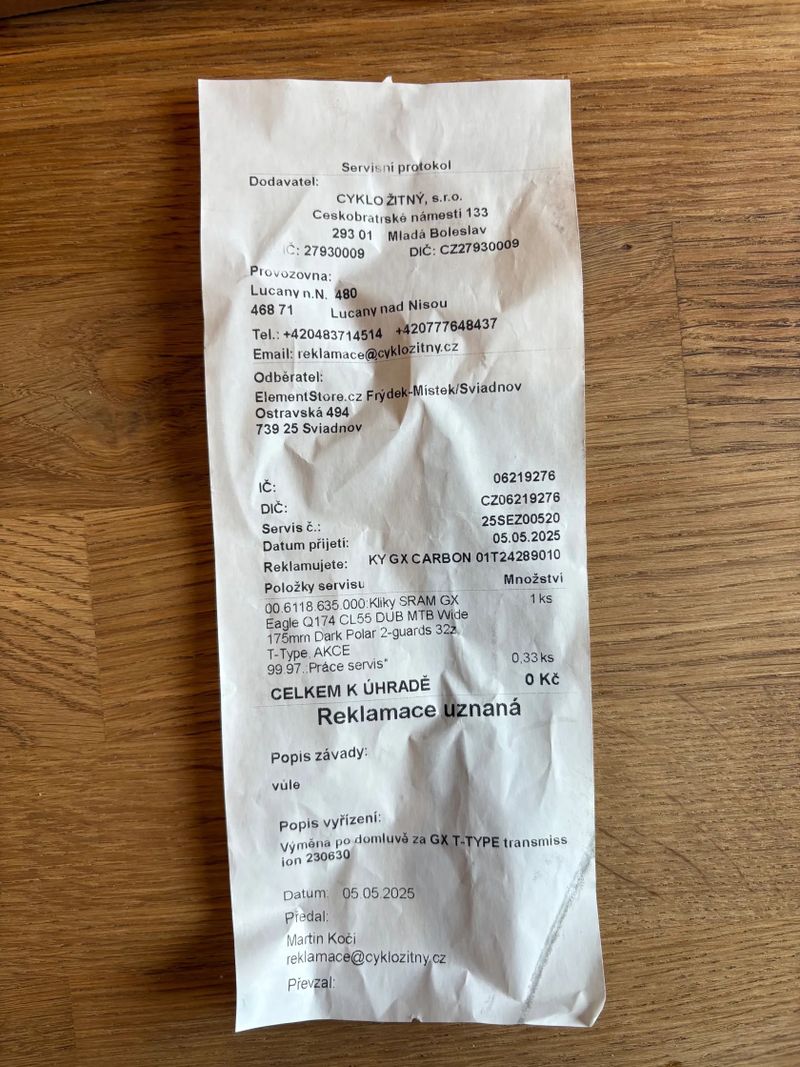 Servisní protokol
Dodavatel:
CYKLO ŽITNÝ, s.r.o.
Ceskobratrské námesti 133
293 01 Mladá Boleslav
IČ: 27930009 DIČ: CZ27930009
Provozovna:
Lucany n.N. 480
468 71 Lucany nad Nisou
Tel.: +420483714514 +420777648437
Email: reklamace@cyklozitny.cz
Odběratel:
ElementStore.cz Frýdek-Místek/Sviadnov
Ostravská 494
739 25 Sviadnov
IČ: 06219276
DIČ: CZ06219276
Servis č.: 25SEZ00520
Datum přijetí: 05.05.2025
Reklamujete: KY GX CARBON 01T24289010
Položky servisu Množství
00.6118.635.000:Kliky SRAM GX 1 ks
Eagle Q174 CL55 DUB MTB Wide
175mm Dark Polar 2-guards 32z
T-Type, AKCE
99.97.:Práce servis* 0,33 ks
CELKEM K ÚHRADĚ 0 Kč
Reklamace uznaná
Popis závady:
vůle
Popis vyřízení:
Výměna po domluvě za GX T-TYPE transmiss
ion 230630
Datum: 05.05.2025
Předal:
Martin Kočí
reklamace@cyklozitny.cz
Převzal: